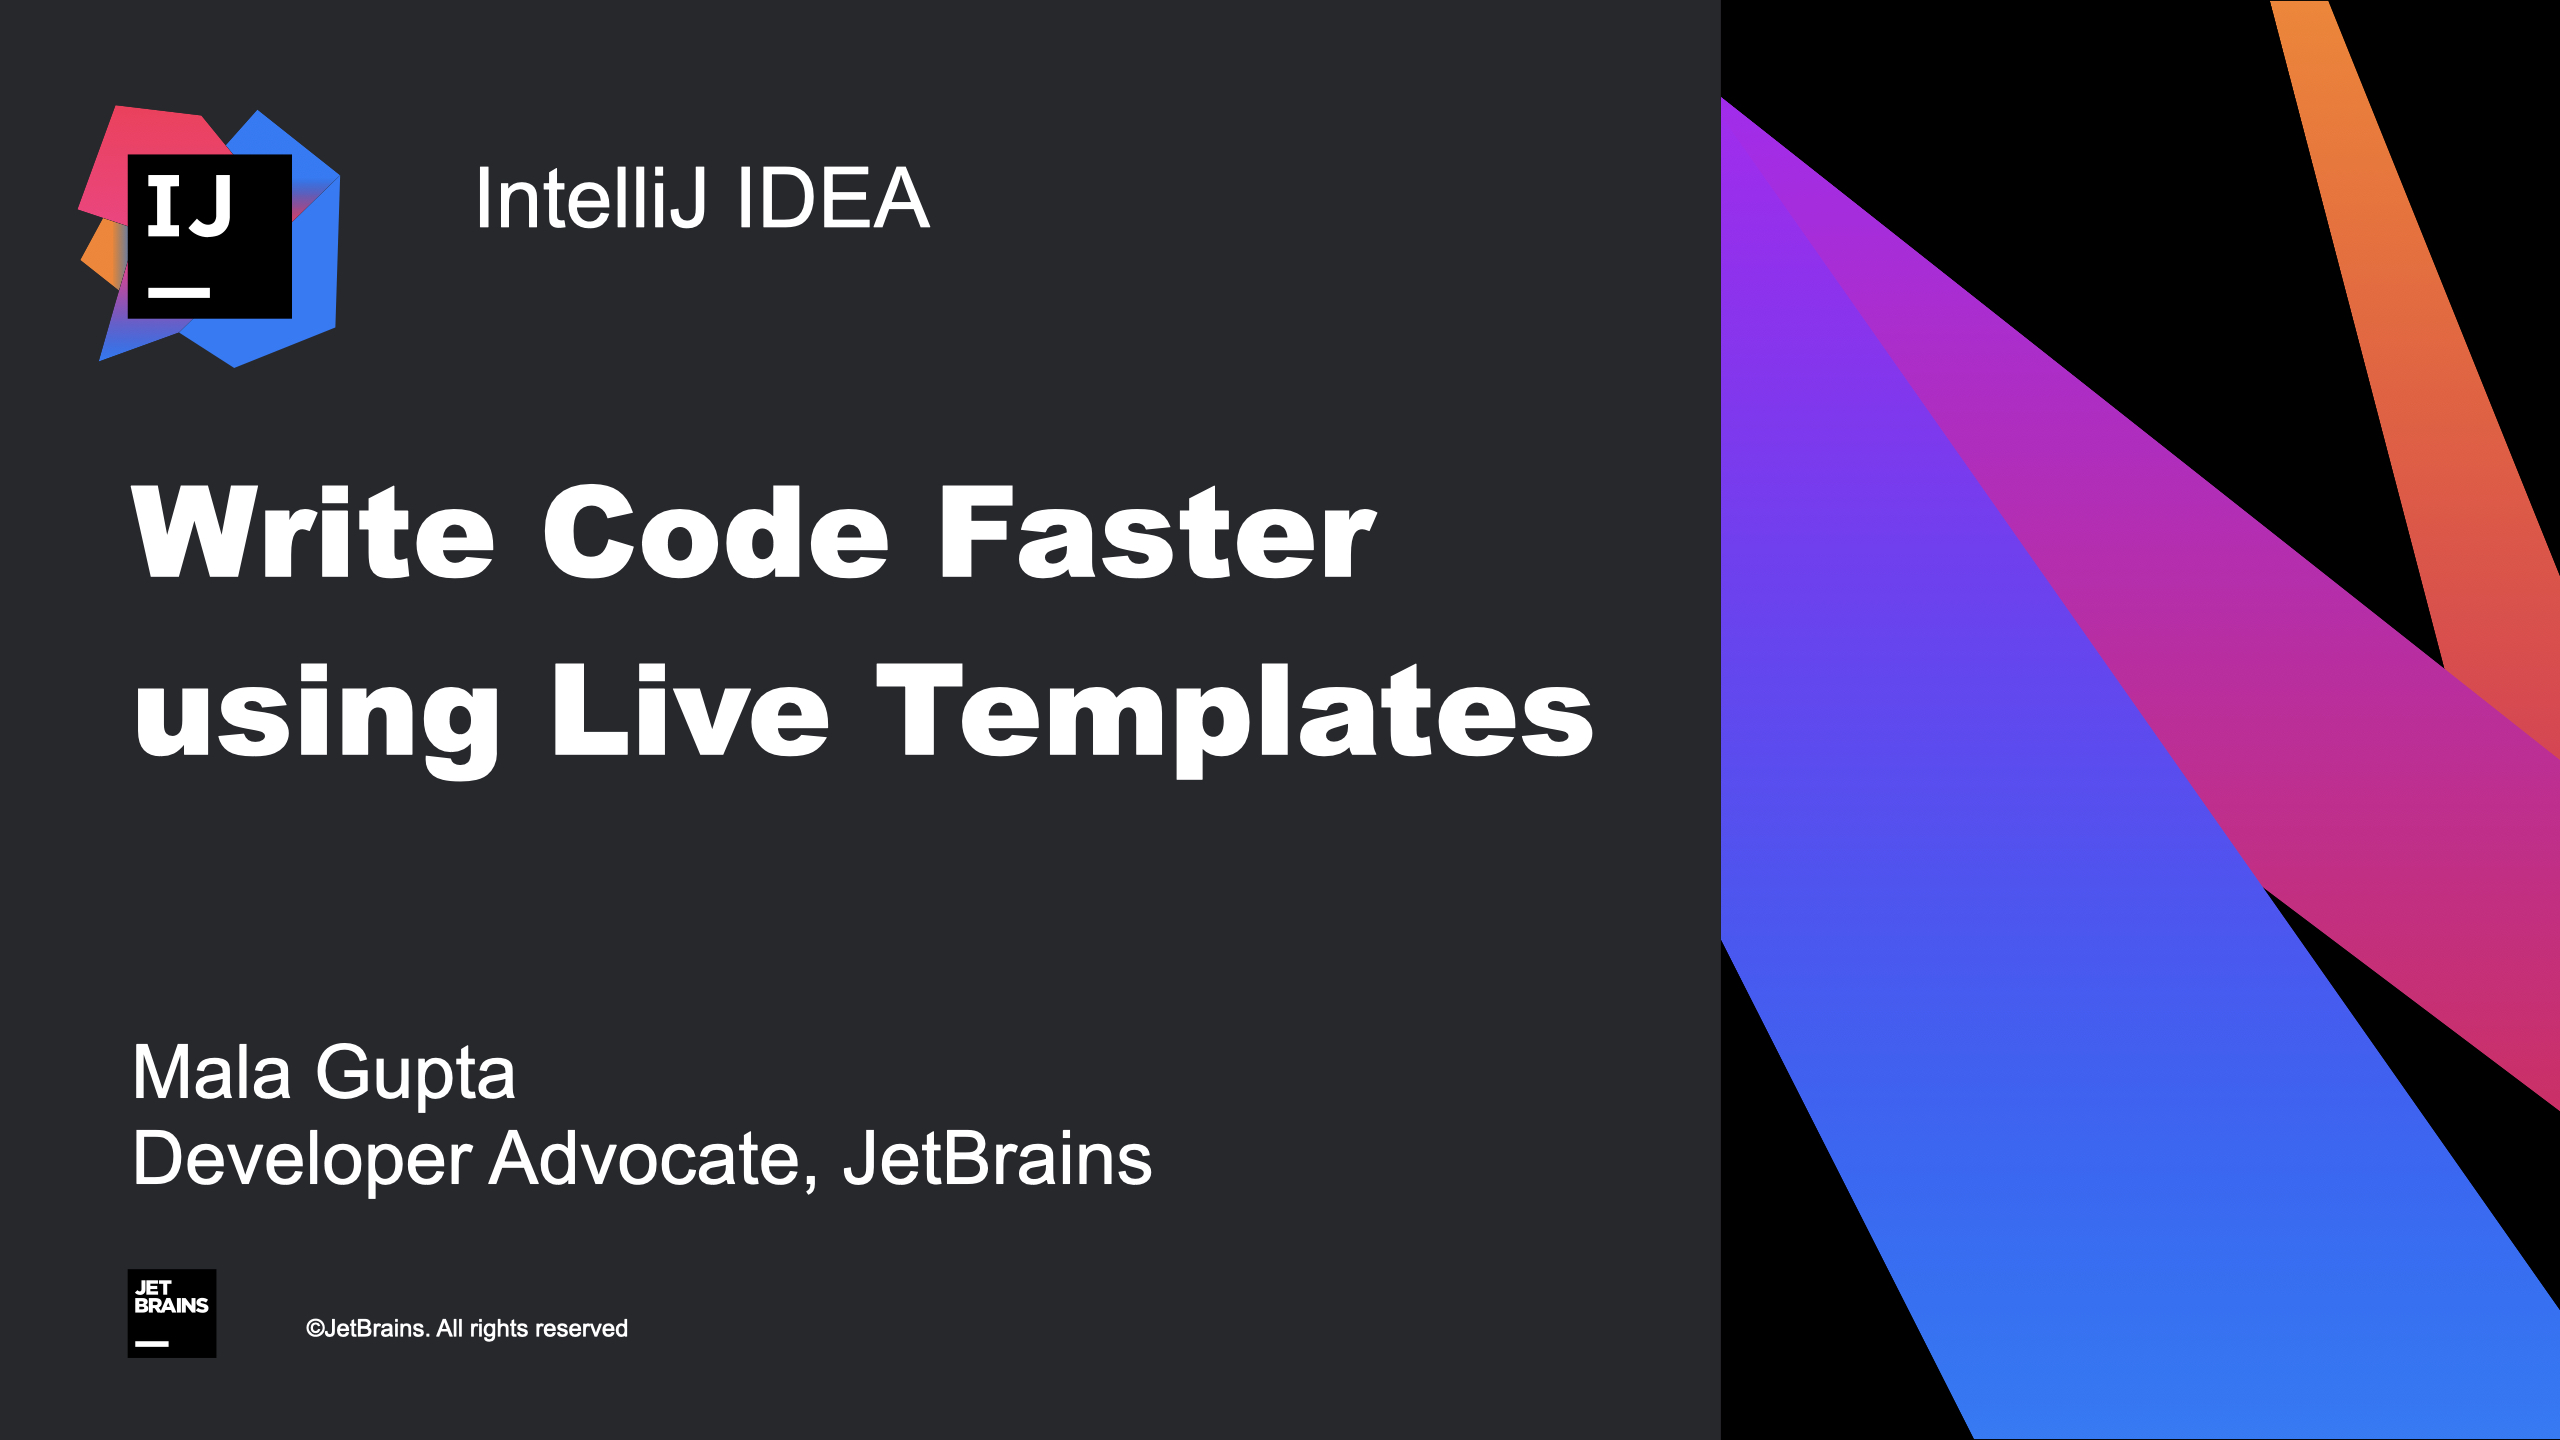 IJ
IntelliJ IDEA
Write Code Faster
using Live Templates
Mala Gupta
Developer Advocate, JetBrains
JET
BRAINS
©JetBrains. All rights reserved